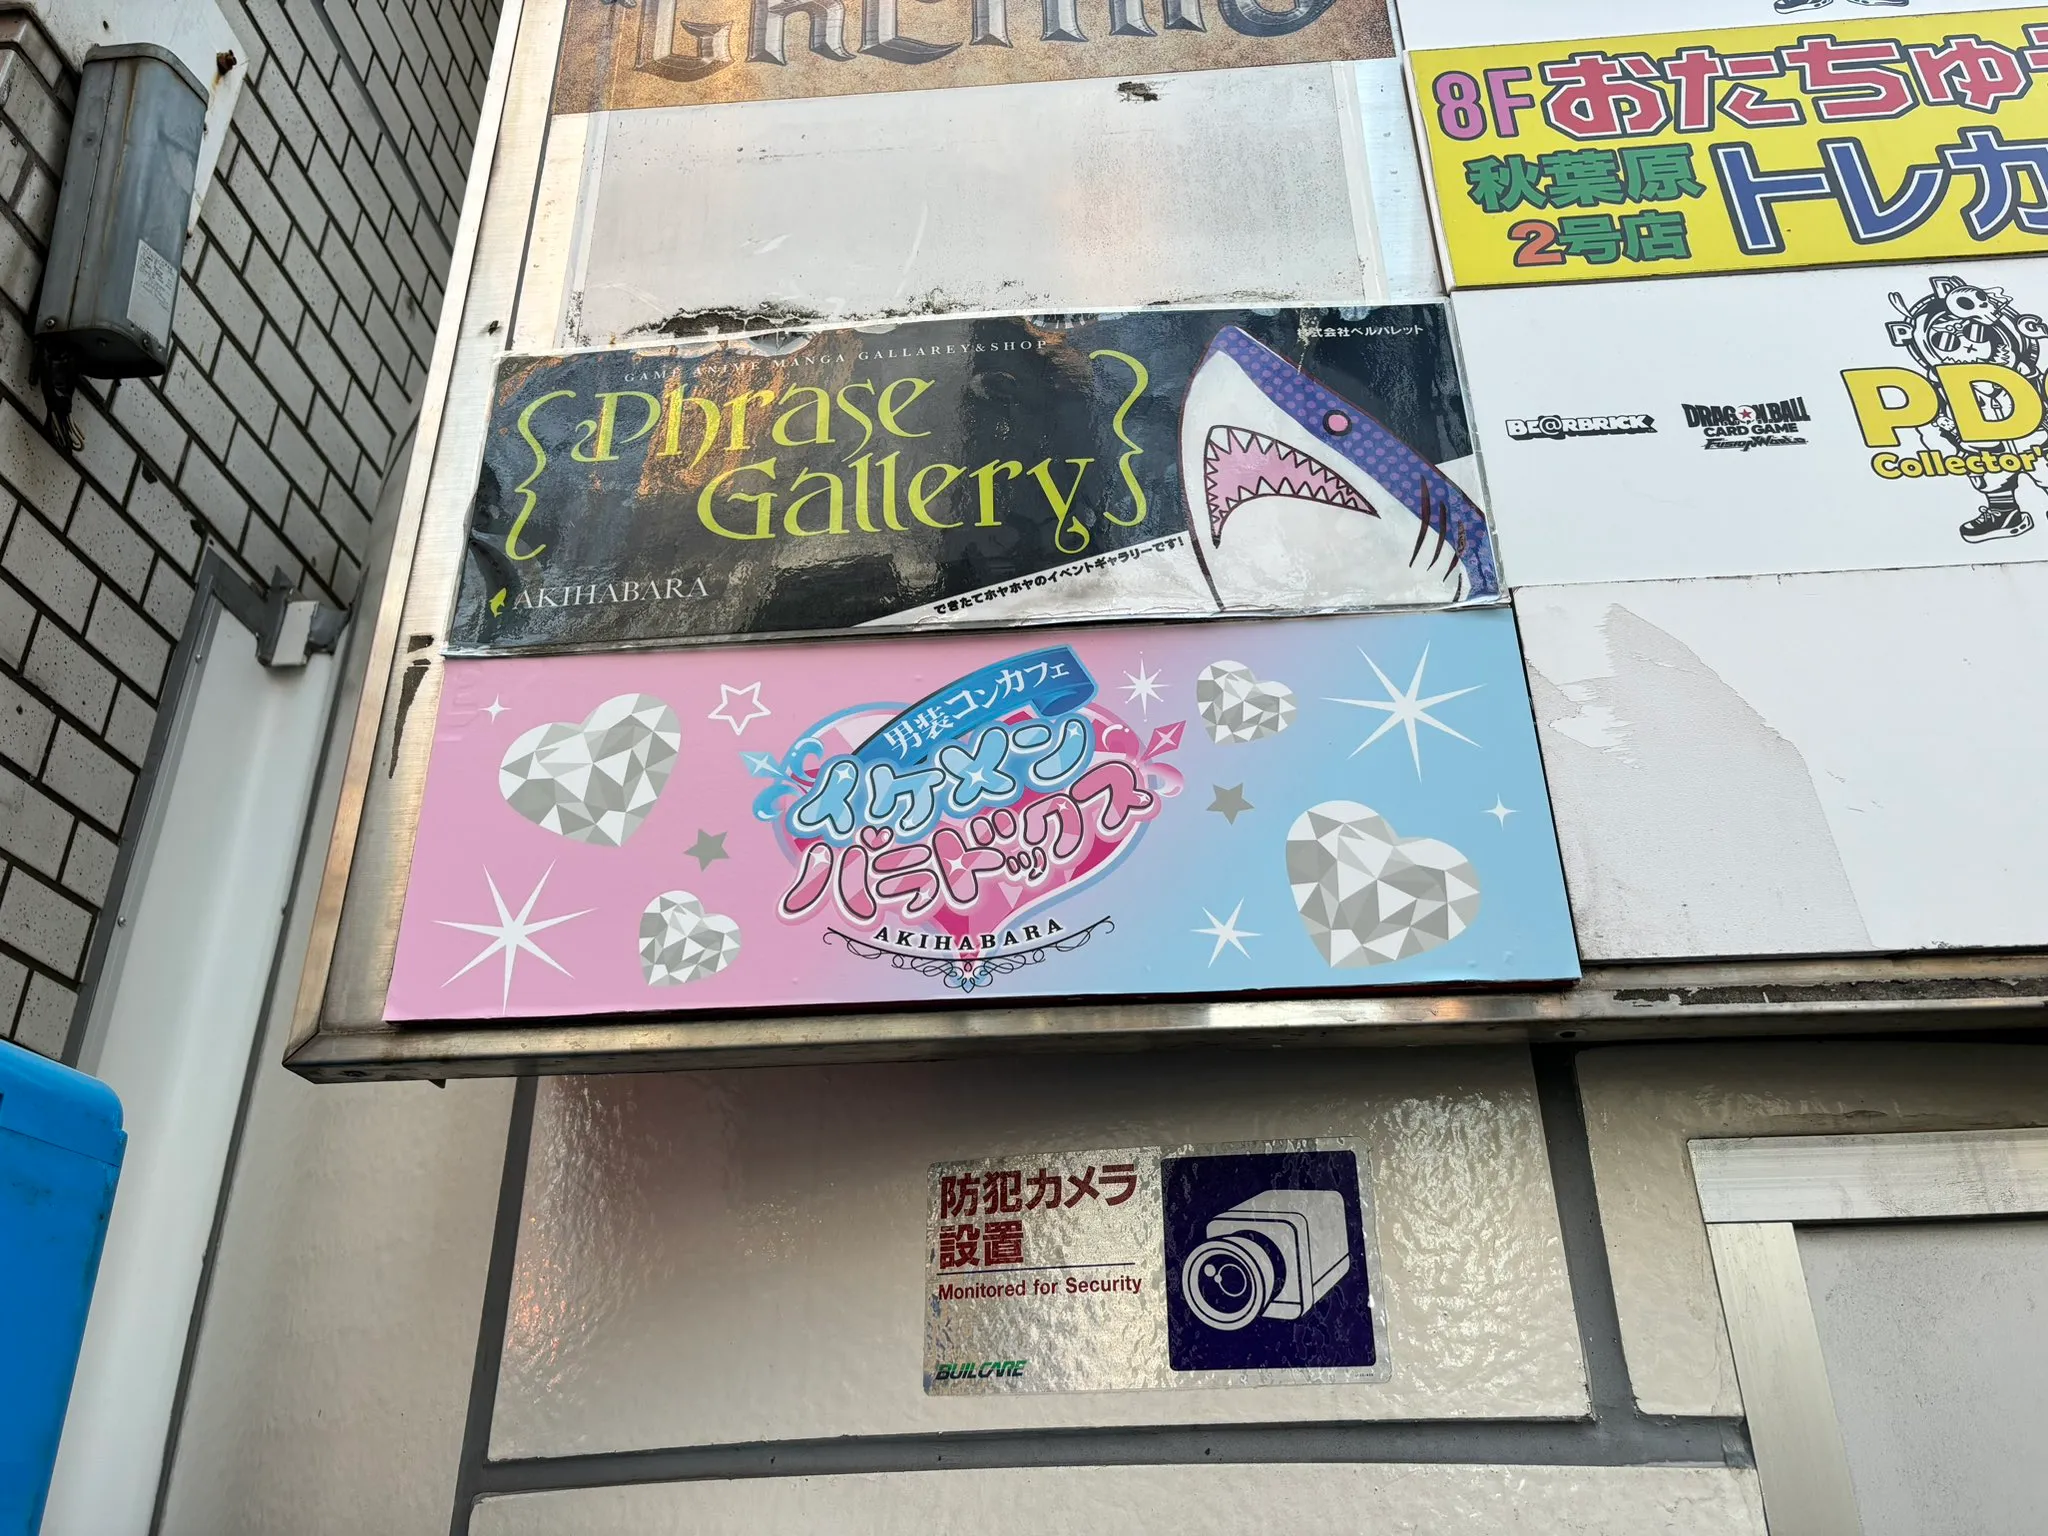 8F おたちゅう
秋葉原
2号店
トレカ
GAME ANIME MANGA GALLAREY&SHOP
株式会社ベルパレット
Phrase
Gallery
できたてホヤホヤのイベントギャラリーです!
AKIHABARA
BE@RBRICK
DRAGON BALL
CARD GAME
FUSION WORLD
Collector's
男装コンカフェ
イケメン
パラドックス
AKIHABARA
防犯カメラ
設置
Monitored for Security
BUILCARE